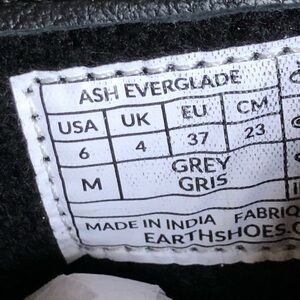 ASH EVERGLADE
USA UK EU CM
6 4 37 23
M GREY
GRIS
MADE IN INDIA FABRIQ
EARTHSHOES.C